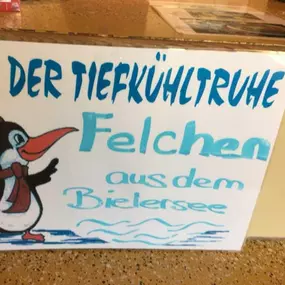 DER TIEFKÜHLTRUHE
Felchen
aus dem
Bielersee